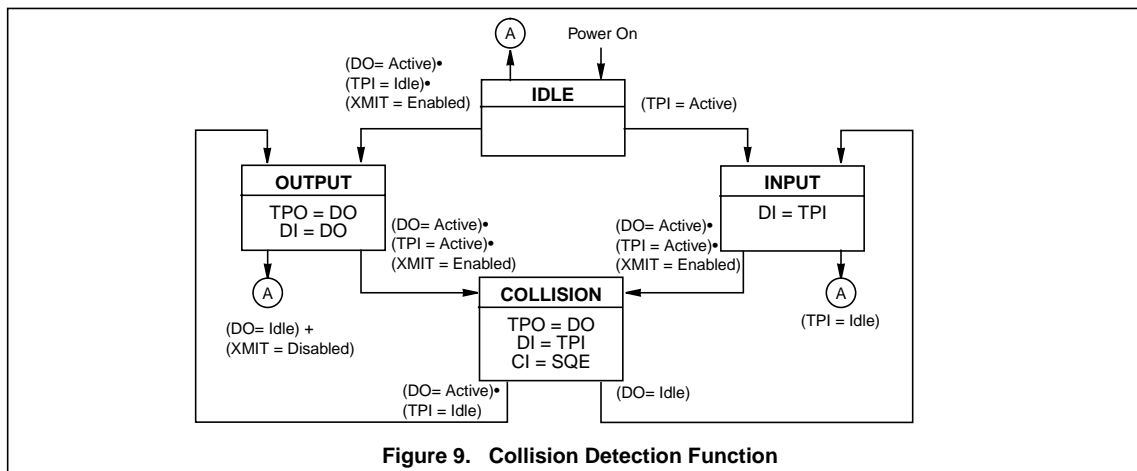 A
Power On
(DO= Active)•
(TPI = Idle)•
(XMIT = Enabled)
IDLE
(TPI = Active)
OUTPUT
TPO = DO
DI = DO
INPUT
DI = TPI
(DO= Active)•
(TPI = Active)•
(XMIT = Enabled)
(DO= Active)•
(TPI = Active)•
(XMIT = Enabled)
A
(DO= Idle) +
(XMIT = Disabled)
COLLISION
TPO = DO
DI = TPI
CI = SQE
A
(TPI = Idle)
(DO= Active)•
(TPI = Idle)
(DO= Idle)
Figure 9. Collision Detection Function